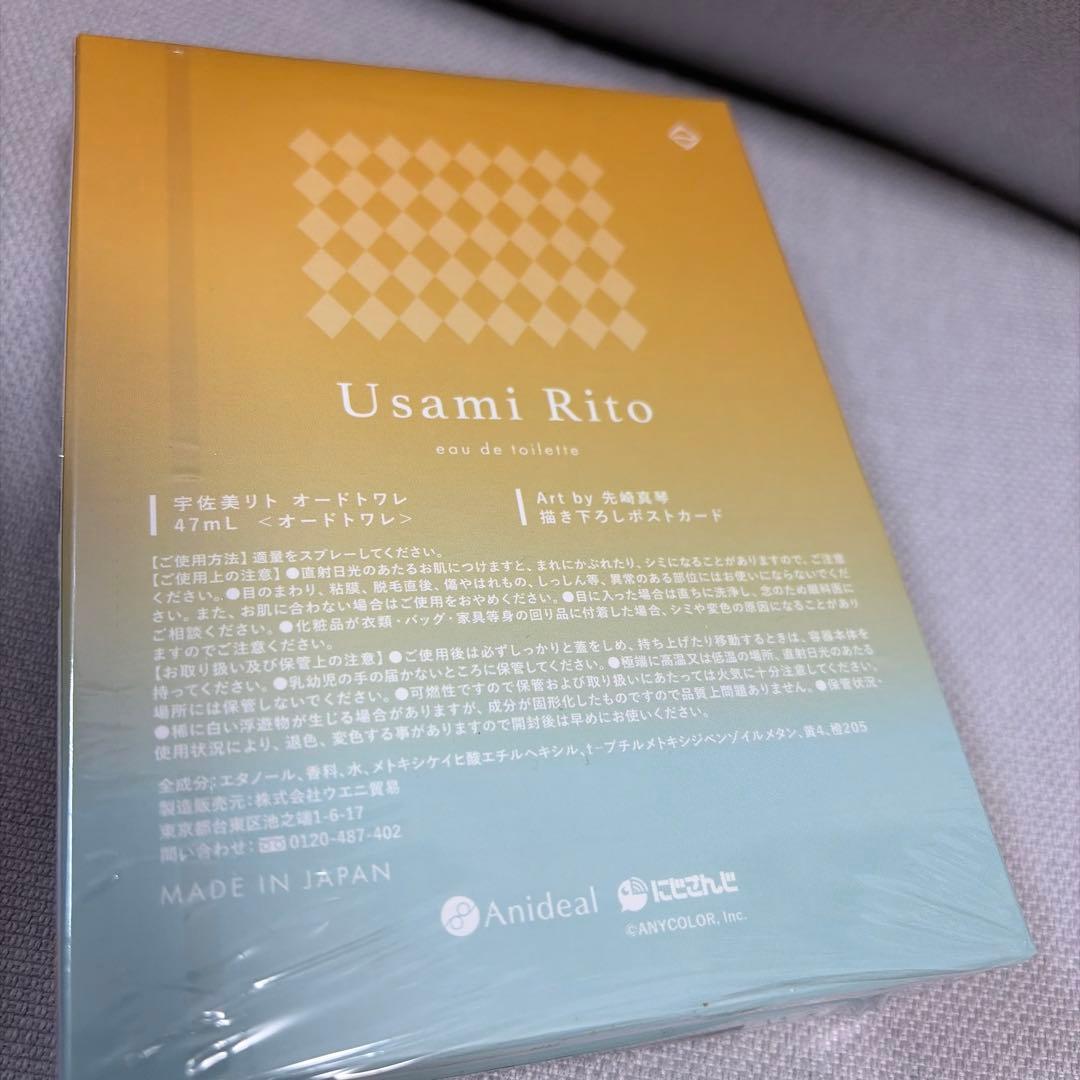 Usami Rito
eau de toilette
宇佐美リト オードトワレ
47mL <オードトワレ>
Art by 先崎真琴
描き下ろしポストカード
【ご使用方法】適量をスプレーしてください。
【ご使用上の注意】●直射日光のあたるお肌につけますと、まれにかぶれたり、シミになることがありますので、ご注意
ください。●目のまわり、粘膜、脱毛直後、傷やはれもの、しっしん等、異常のある部位にはお使いにならないでくだ
さい。また、お肌に合わない場合はご使用をおやめください。●目に入った場合は直ちに洗浄し、念のため眼科医に
ご相談ください。●化粧品が衣類・バッグ・家具等身の回り品に付着した場合、シミや変色の原因になることがあり
ますのでご注意ください。
【お取り扱い及び保管上の注意】●ご使用後は必ずしっかりと蓋をしめ、持ち上げたり移動するときは、容器本体を
持ってください。●乳幼児の手の届かないところに保管してください。●極端に高温又は低温の場所、直射日光のあたる
場所には保管しないでください。●可燃性ですので保管および取り扱いにあたっては火気に十分注意してください。
●稀に白い浮遊物が生じる場合がありますが、成分が固形化したものですので品質上問題ありません。●保管状況・
使用状況により、退色、変色する事がありますので開封後は早めにお使いください。
全成分:エタノール、香料、水、メトキシケイヒ酸エチルヘキシル、t-ブチルメトキシジベンゾイルメタン、黄4、橙205
製造販売元:株式会社ウエニ貿易
東京都台東区池之端1-6-17
問い合わせ:0120-487-402
MADE IN JAPAN
Anideal
にじさんじ
©ANYCOLOR, Inc.